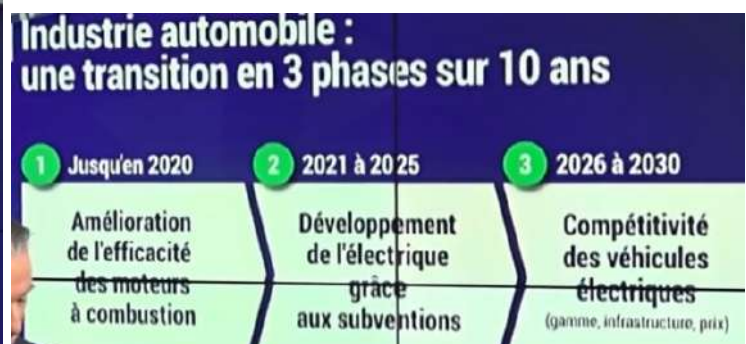 Industrie automobile :
une transition en 3 phases sur 10 ans
1 Jusqu'en 2020
Amélioration
de l'efficacité
des moteurs
à combustion
2 2021 à 2025
Développement
de l'électrique
grâce
aux subventions
3 2026 à 2030
Compétitivité
des véhicules
électriques
(gamme, infrastructure, prix)